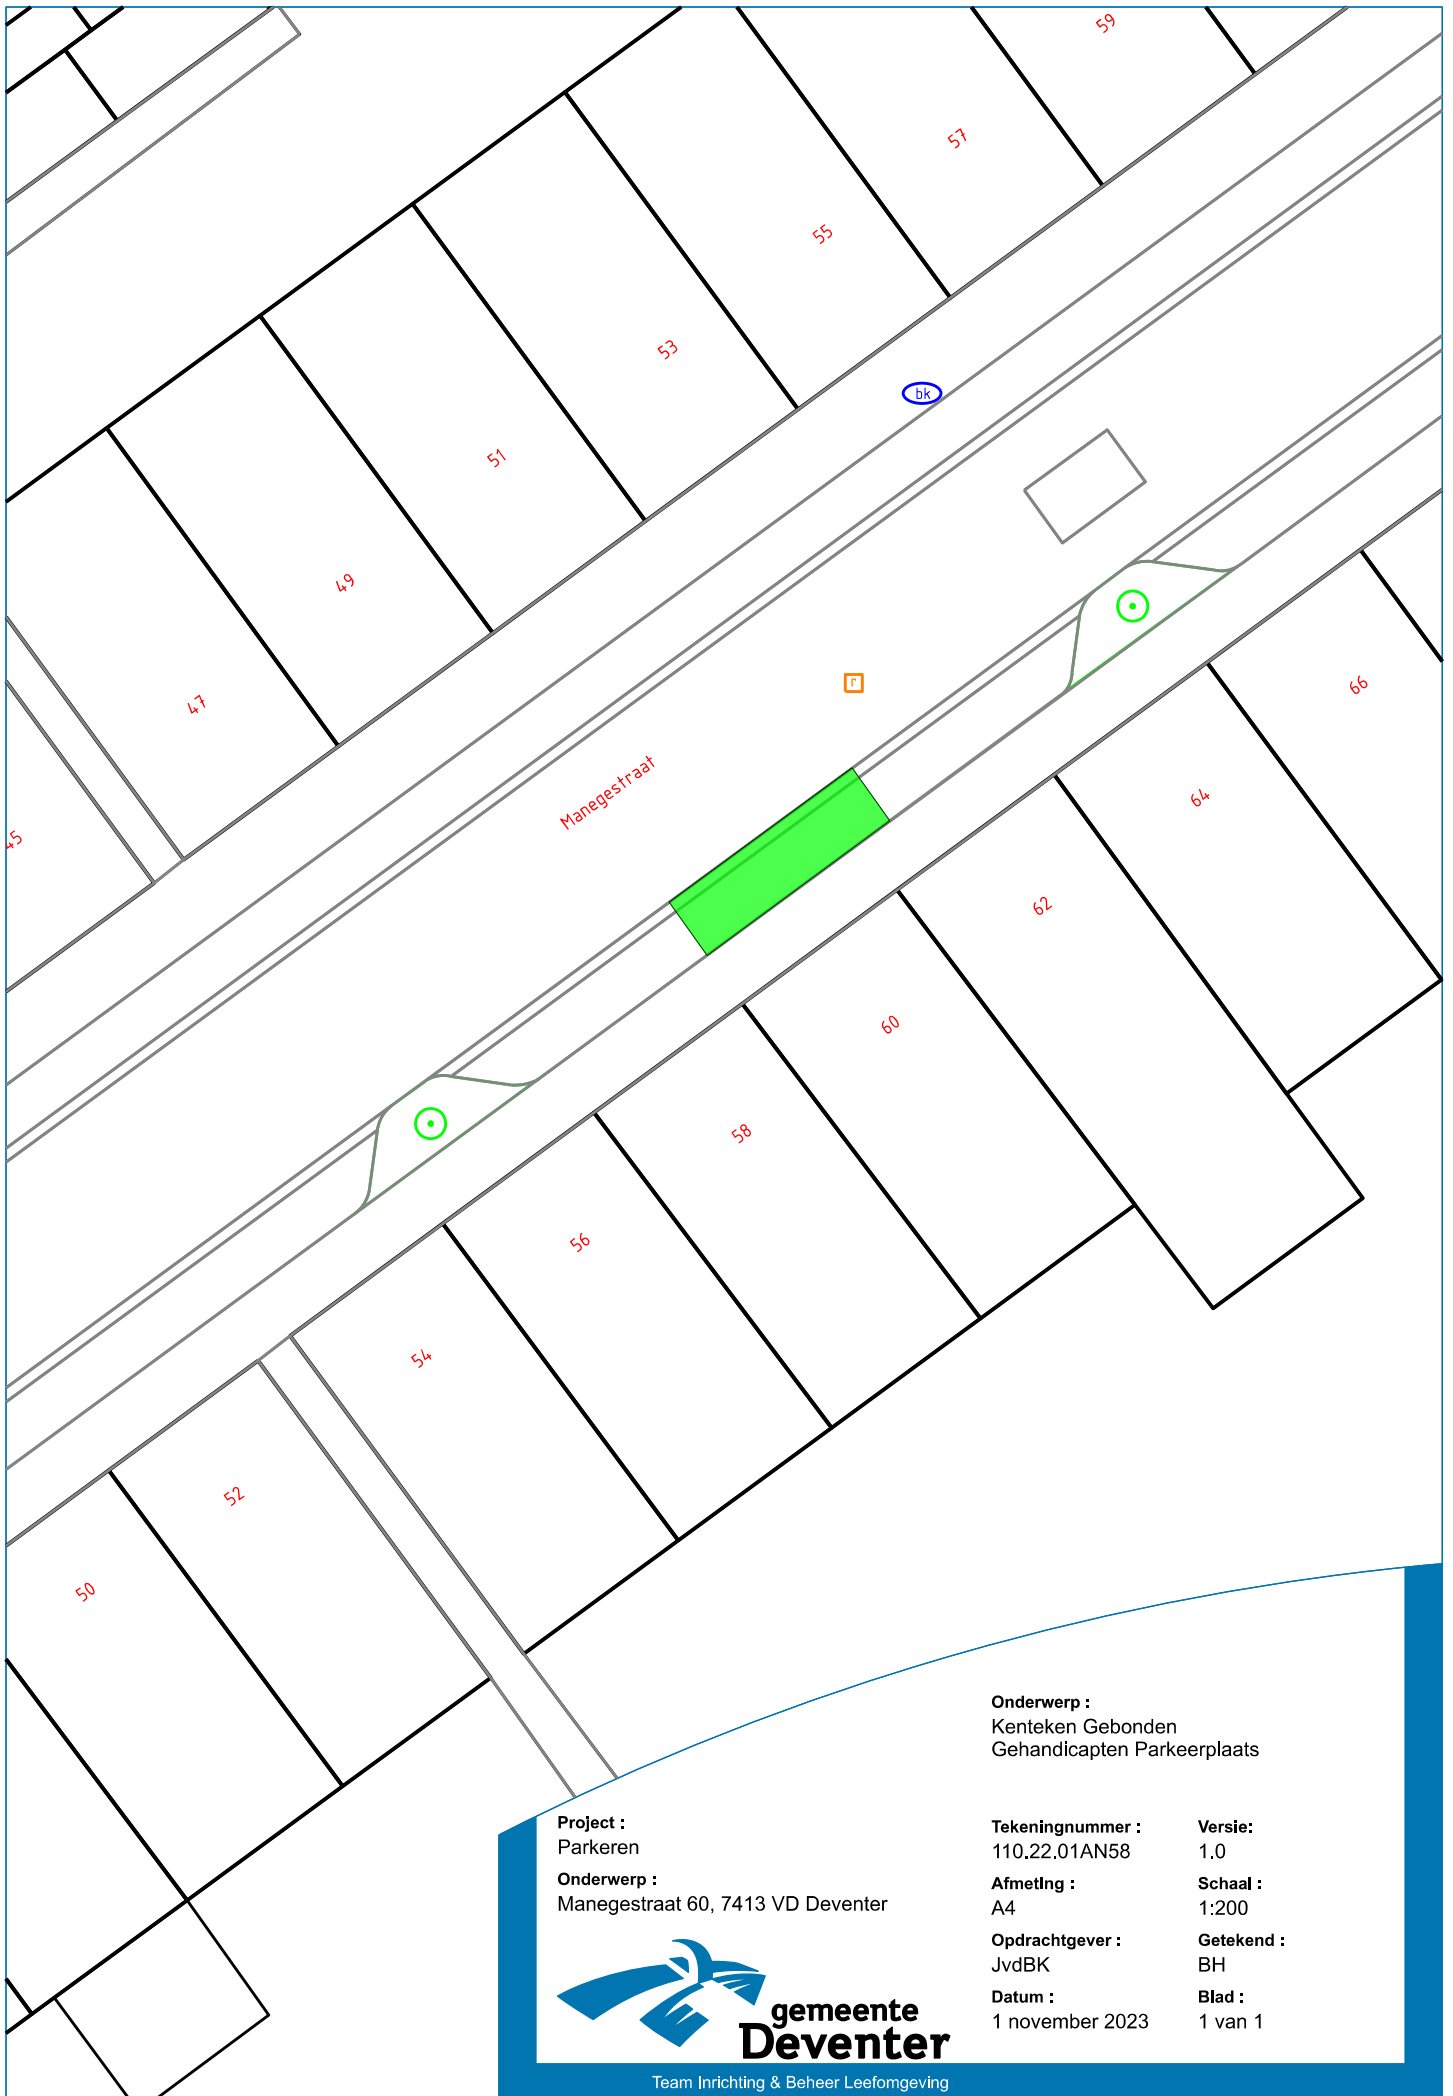 59
57
55
53
bk
51
49
47
45
Manegestraat
r
66
64
62
60
58
56
54
52
50
Onderwerp :
Kenteken Gebonden
Gehandicapten Parkeerplaats
Project :
Parkeren
Onderwerp :
Manegestraat 60, 7413 VD Deventer
Tekeningnummer : Versie:
110.22.01AN58 1.0
Afmeting : Schaal :
A4 1:200
Opdrachtgever : Getekend :
JvdBK BH
Datum : Blad :
1 november 2023 1 van 1
gemeente
Deventer
Team Inrichting & Beheer Leefomgeving